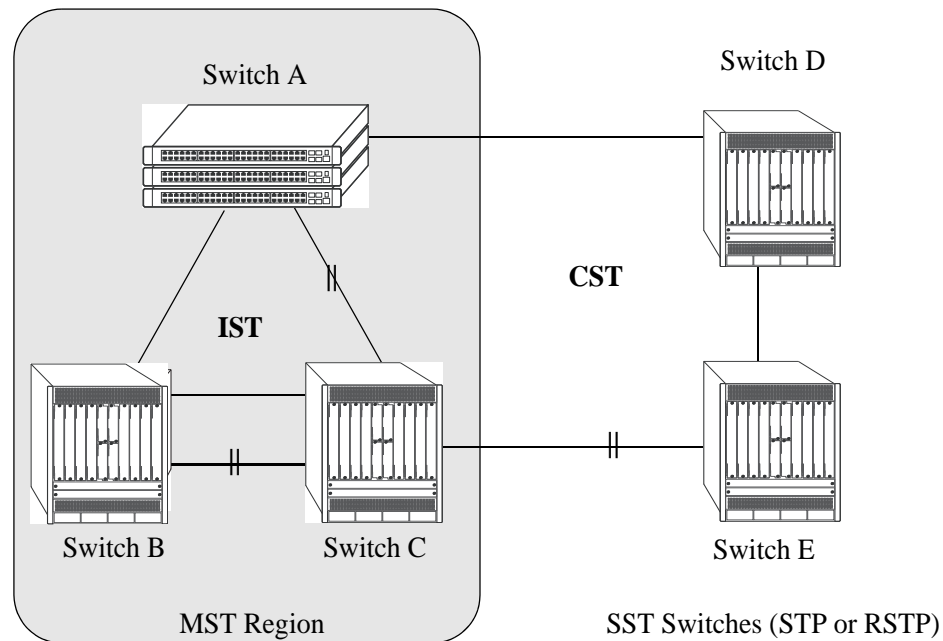 Switch A
Switch D
CST
IST
Switch B
Switch C
Switch E
MST Region
SST Switches (STP or RSTP)